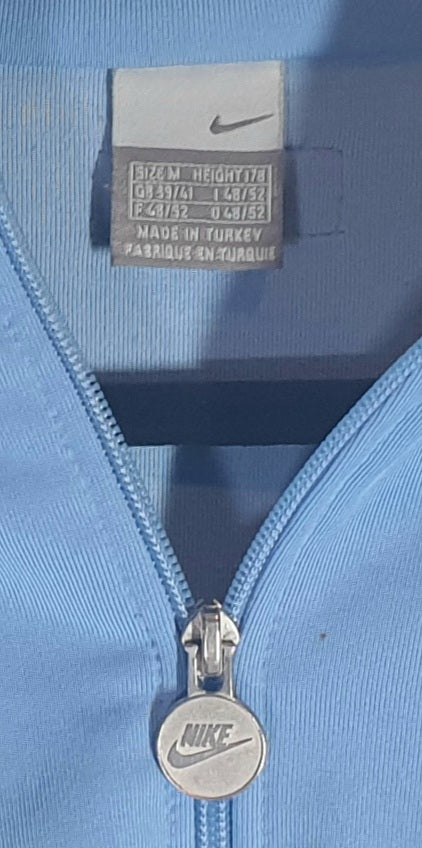 SIZE M HEIGHT 178
GB 39/41 I 48/52
F 48/52 D 48/52
MADE IN TURKEY
FABRIQUE EN TURQUIE
NIKE